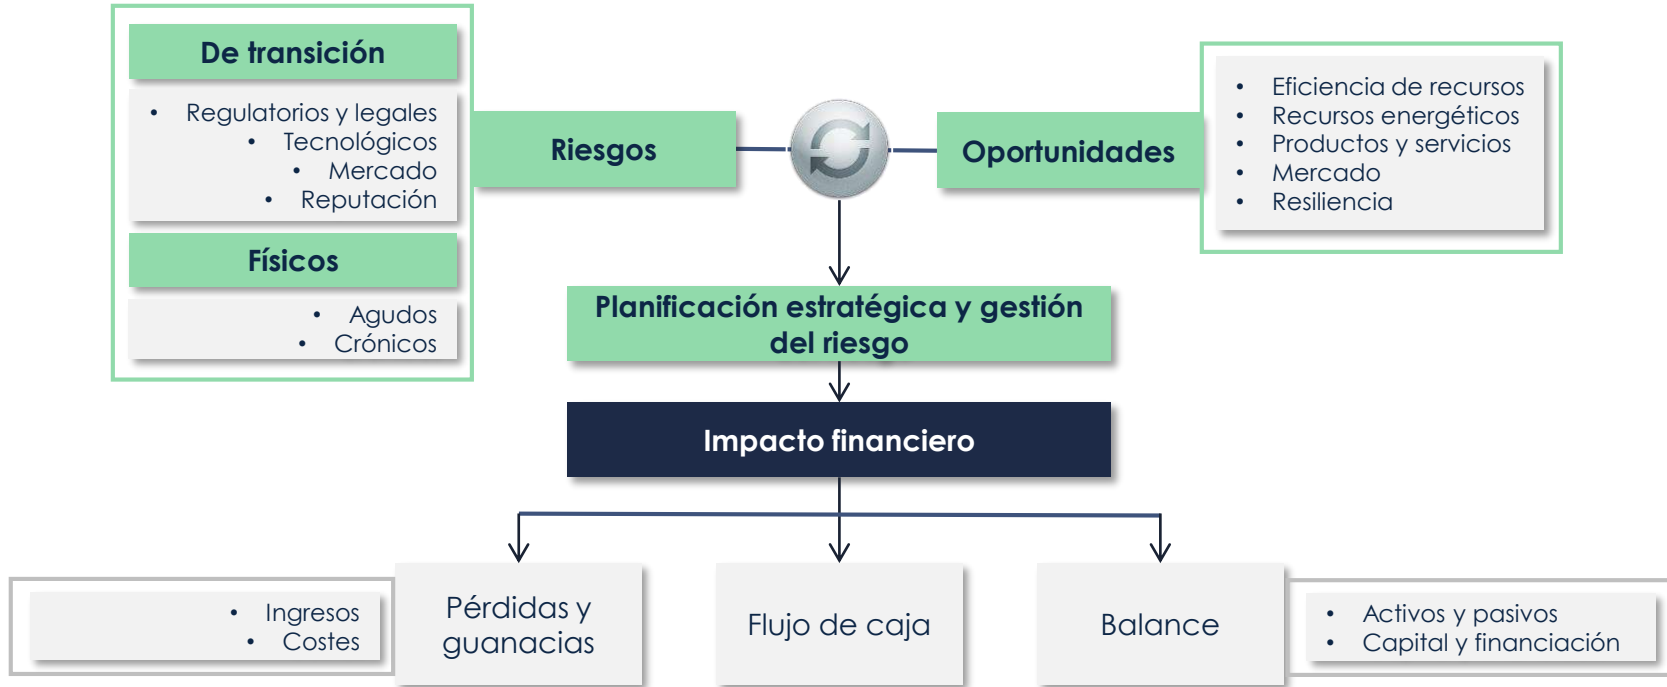 De transición
• Regulatorios y legales
• Tecnológicos
• Mercado
• Reputación
Físicos
• Agudos
• Crónicos
Riesgos
Oportunidades
• Eficiencia de recursos
• Recursos energéticos
• Productos y servicios
• Mercado
• Resiliencia
Planificación estratégica y gestión
del riesgo
Impacto financiero
• Ingresos
• Costes
Pérdidas y
guanacias
Flujo de caja
Balance
• Activos y pasivos
• Capital y financiación